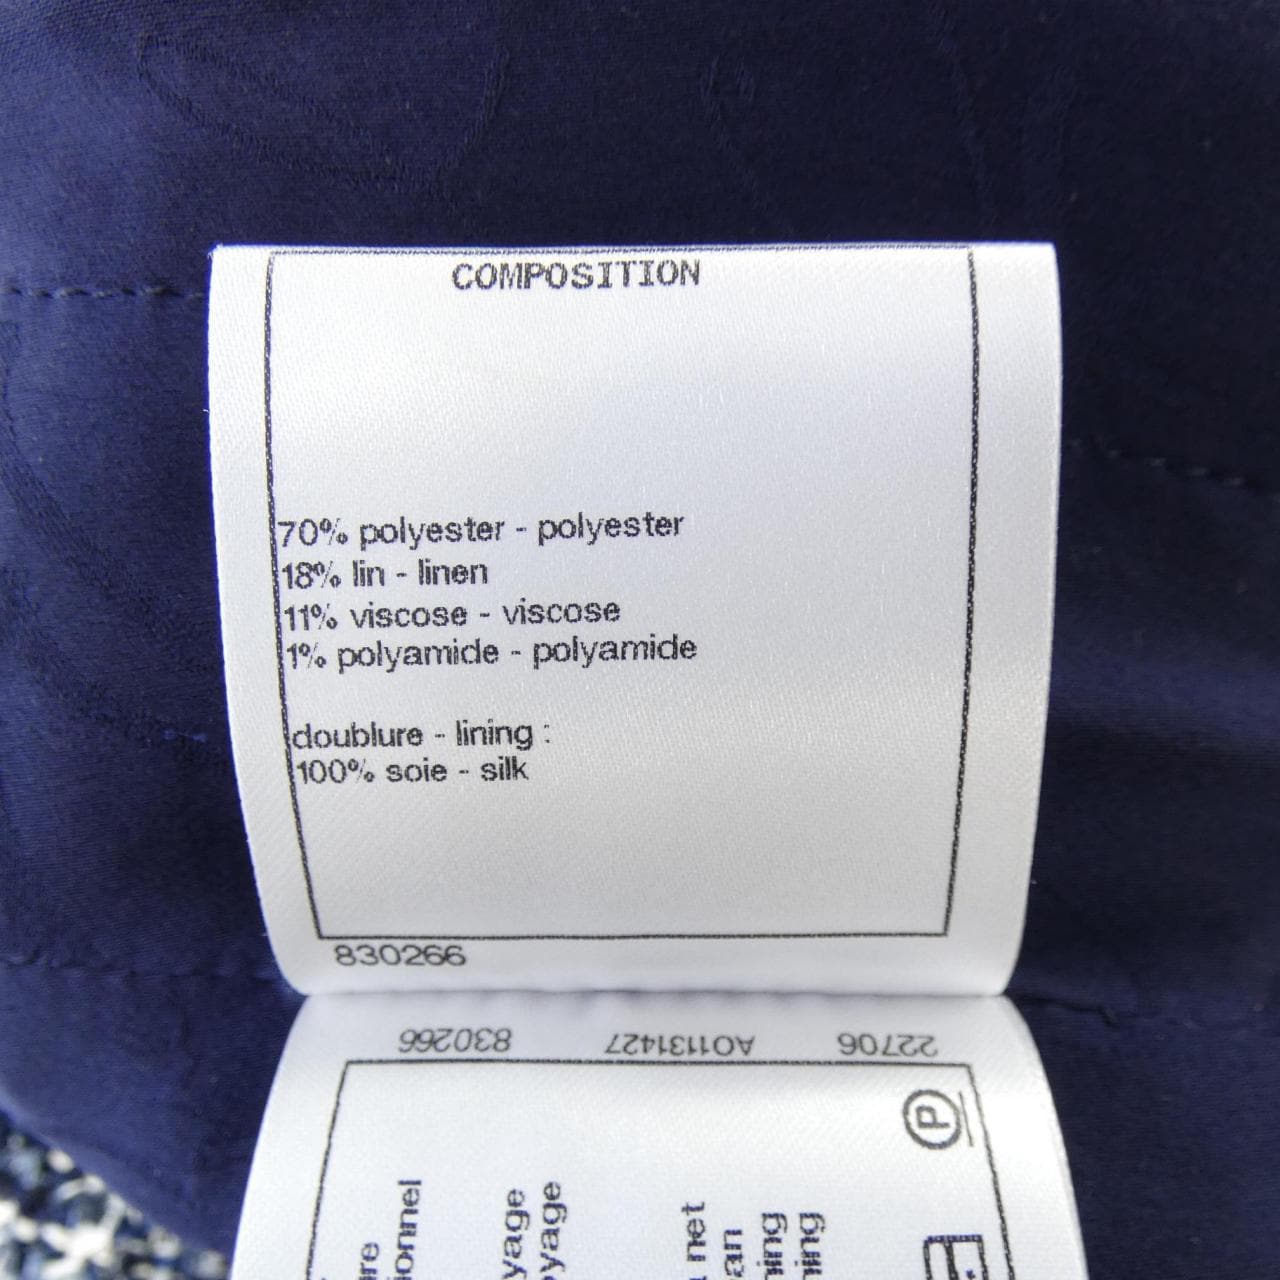 COMPOSITION
70% polyester - polyester
18% lin - linen
11% viscose - viscose
1% polyamide - polyamide
doublure - lining :
100% soie - silk
830266
22706 A01131427 830266
P